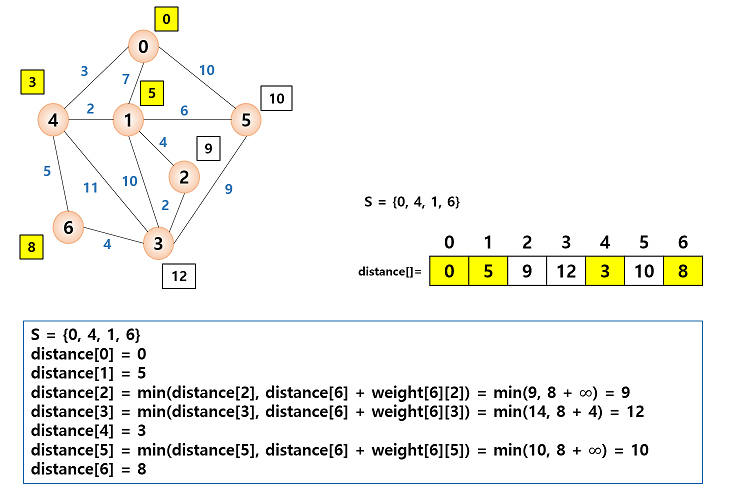 0
0
3
7
10
3
5
10
4
2
1
6
5
4
9
5
11
10
2
2
9
6
4
3
8
12
S = {0, 4, 1, 6}
0 1 2 3 4 5 6
distance[]= 0 5 9 12 3 10 8
S = {0, 4, 1, 6}
distance[0] = 0
distance[1] = 5
distance[2] = min(distance[2], distance[6] + weight[6][2]) = min(9, 8 + ∞) = 9
distance[3] = min(distance[3], distance[6] + weight[6][3]) = min(14, 8 + 4) = 12
distance[4] = 3
distance[5] = min(distance[5], distance[6] + weight[6][5]) = min(10, 8 + ∞) = 10
distance[6] = 8